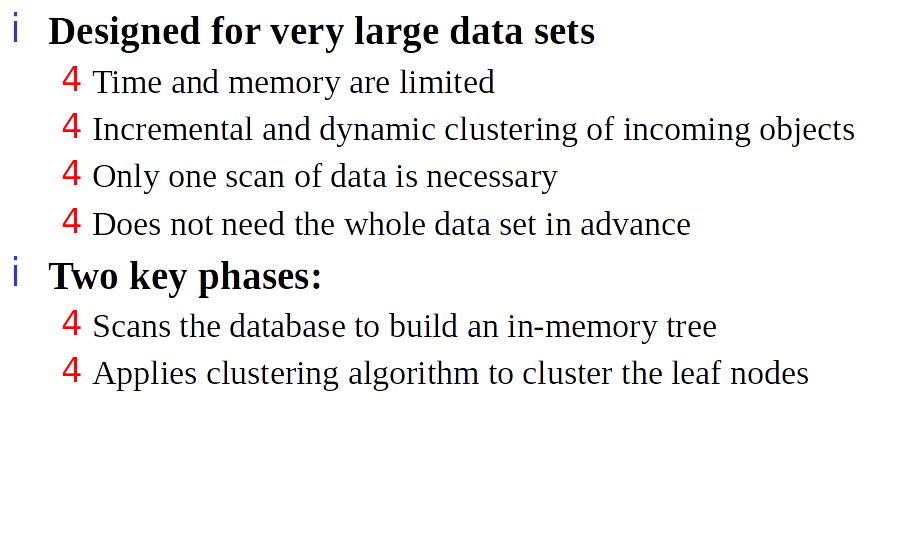 i Designed for very large data sets
4 Time and memory are limited
4 Incremental and dynamic clustering of incoming objects
4 Only one scan of data is necessary
4 Does not need the whole data set in advance
i Two key phases:
4 Scans the database to build an in-memory tree
4 Applies clustering algorithm to cluster the leaf nodes